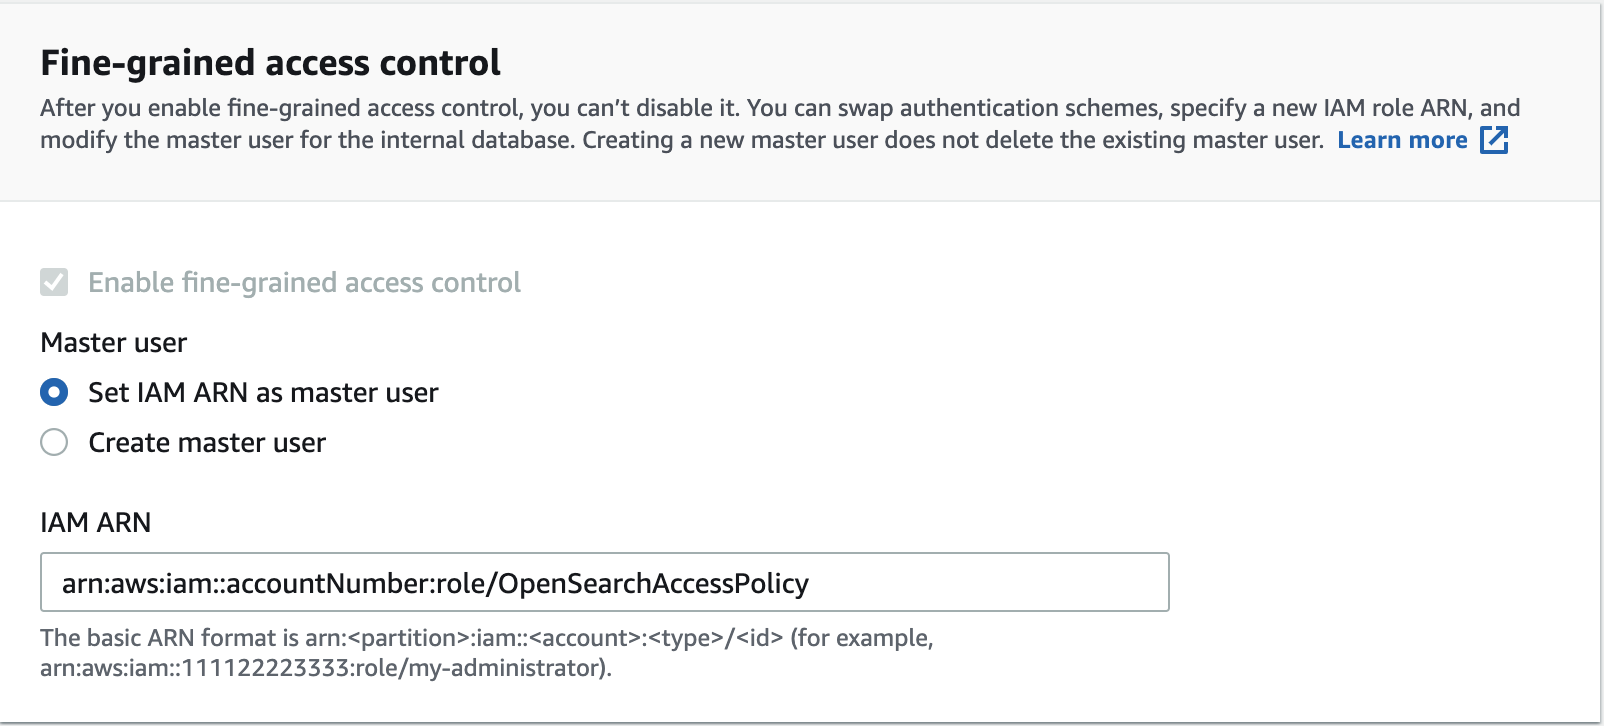 Fine-grained access control
After you enable fine-grained access control, you can’t disable it. You can swap authentication schemes, specify a new IAM role ARN, and
modify the master user for the internal database. Creating a new master user does not delete the existing master user. Learn more
Enable fine-grained access control
Master user
Set IAM ARN as master user
Create master user
IAM ARN
arn:aws:iam::accountNumber:role/OpenSearchAccessPolicy
The basic ARN format is arn:<partition>:iam::<account>:<type>/<id> (for example,
arn:aws:iam::111122223333:role/my-administrator).